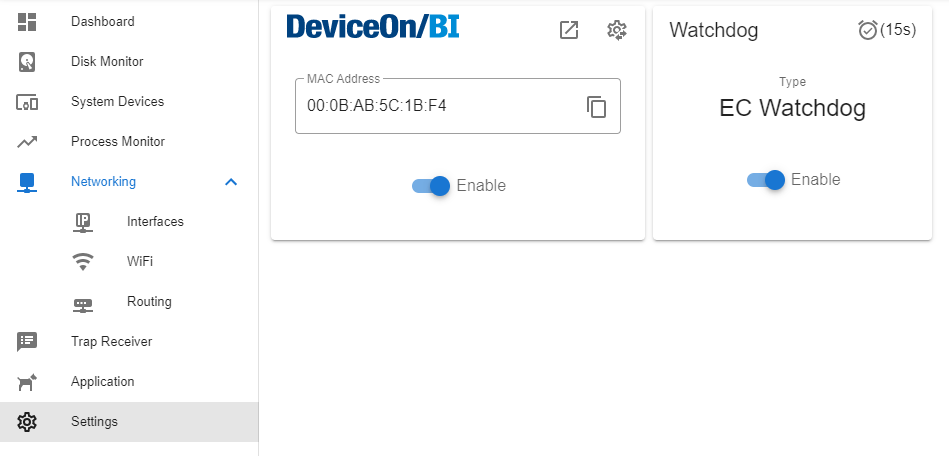 Dashboard
Disk Monitor
System Devices
Process Monitor
Networking
Interfaces
WiFi
Routing
Trap Receiver
Application
Settings
DeviceOn/BI
MAC Address
00:0B:AB:5C:1B:F4
Enable
Watchdog
(15s)
Type
EC Watchdog
Enable